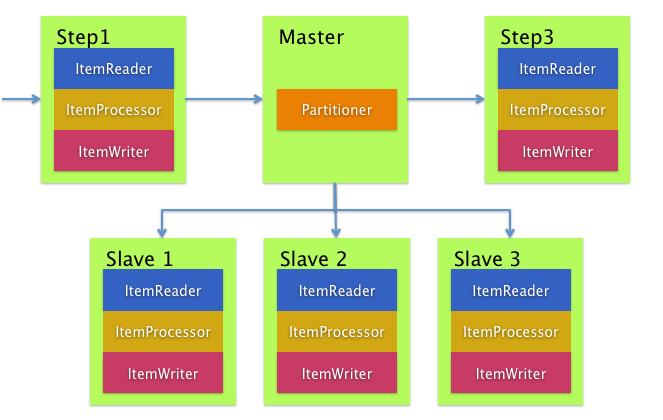 Step1
ItemReader
ItemProcessor
ItemWriter
Master
Partitioner
Step3
ItemReader
ItemProcessor
ItemWriter
Slave 1
ItemReader
ItemProcessor
ItemWriter
Slave 2
ItemReader
ItemProcessor
ItemWriter
Slave 3
ItemReader
ItemProcessor
ItemWriter